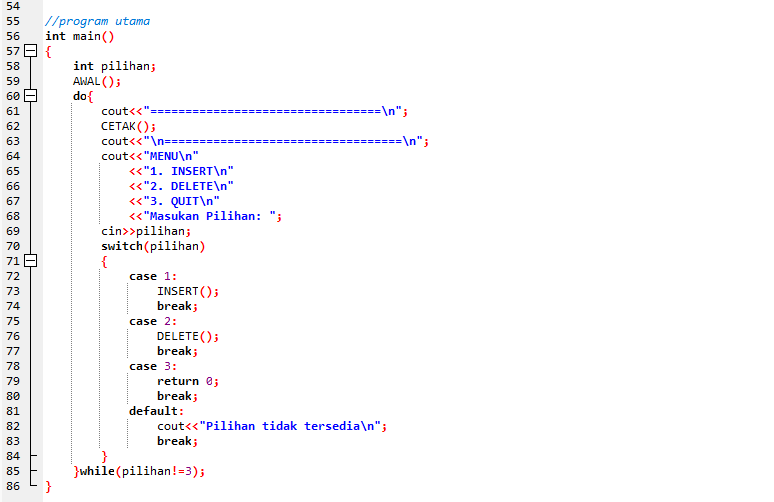 54
55 //program utama
56 int main()
57 {
58 int pilihan;
59 AWAL();
60 do{
61 cout<<"=================================\n";
62 CETAK();
63 cout<<"\n==================================\n";
64 cout<<"MENU\n"
65 <<"1. INSERT\n"
66 <<"2. DELETE\n"
67 <<"3. QUIT\n"
68 <<"Masukan Pilihan: ";
69 cin>>pilihan;
70 switch(pilihan)
71 {
72 case 1:
73 INSERT();
74 break;
75 case 2:
76 DELETE();
77 break;
78 case 3:
79 return 0;
80 break;
81 default:
82 cout<<"Pilihan tidak tersedia\n";
83 break;
84 }
85 }while(pilihan!=3);
86 }